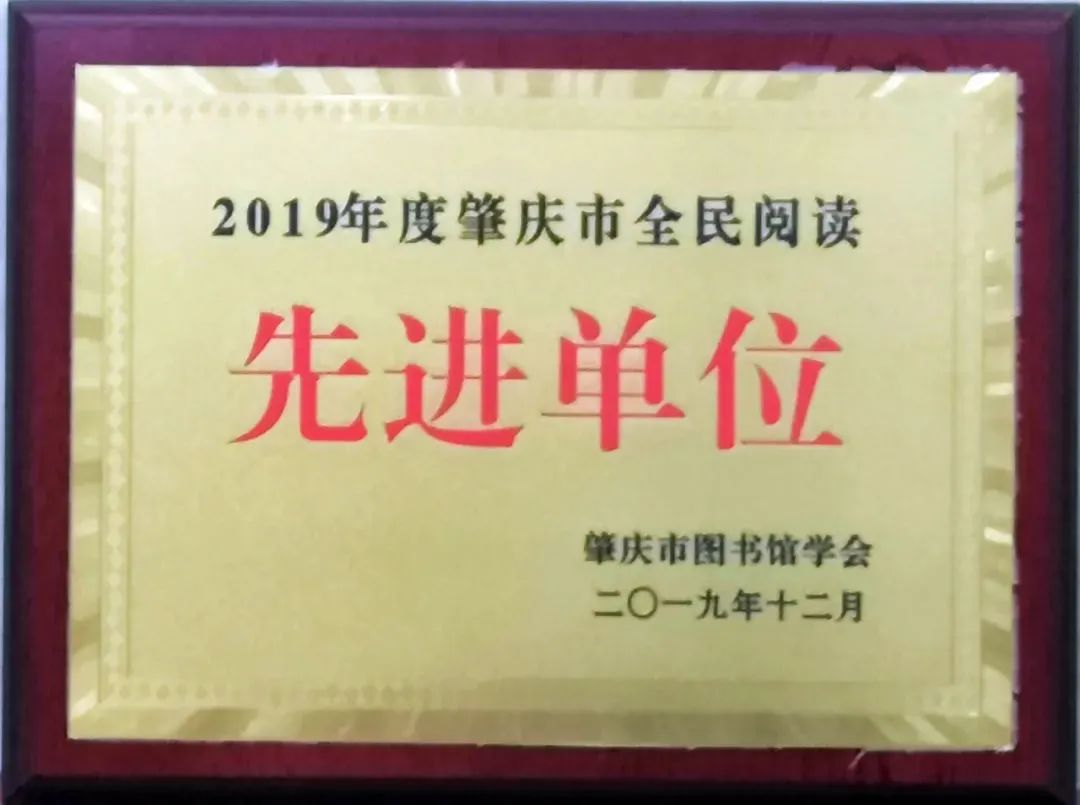 2019年度肇庆市全民阅读
先进单位
肇庆市图书馆学会
二〇一九年十二月